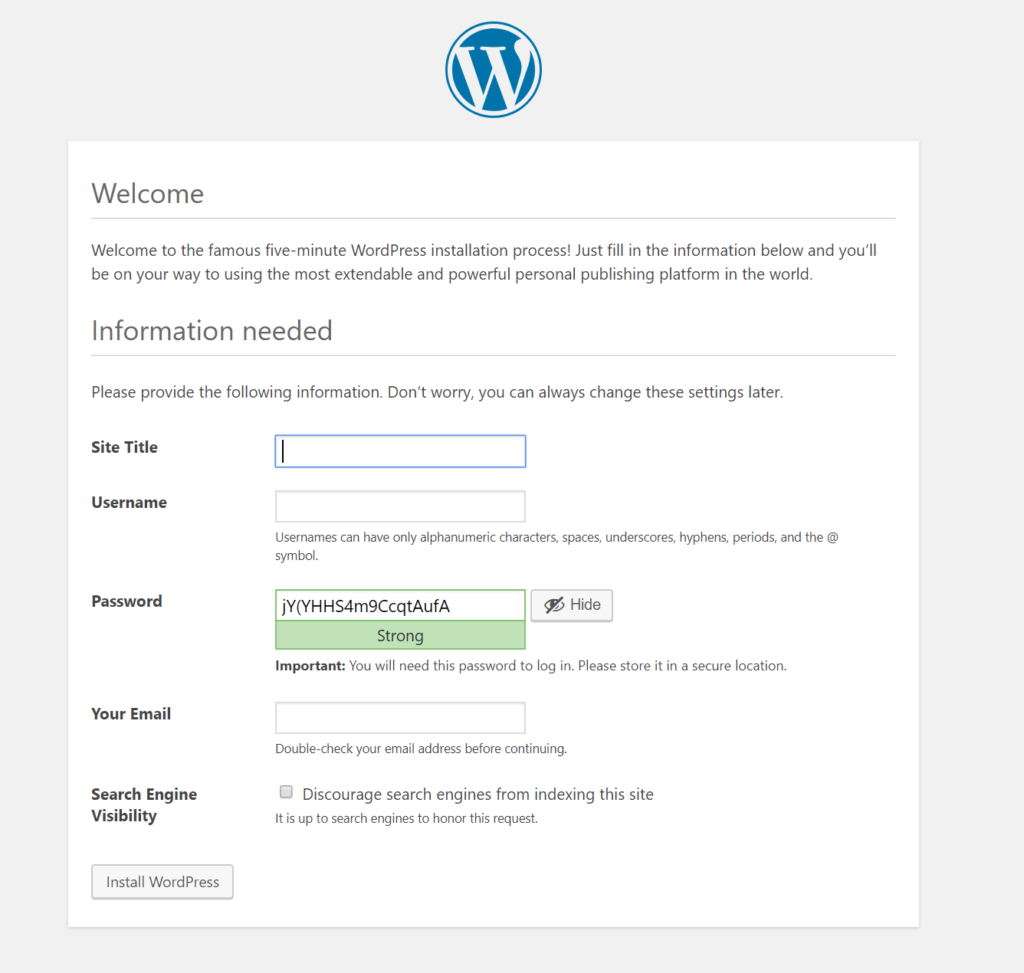 Welcome
Welcome to the famous five-minute WordPress installation process! Just fill in the information below and you’ll
be on your way to using the most extendable and powerful personal publishing platform in the world.
Information needed
Please provide the following information. Don’t worry, you can always change these settings later.
Site Title
Username
Usernames can have only alphanumeric characters, spaces, underscores, hyphens, periods, and the @
symbol.
Password
jY(YHHS4m9CcqtAufA
Hide
Strong
Important: You will need this password to log in. Please store it in a secure location.
Your Email
Double-check your email address before continuing.
Search Engine
Visibility
Discourage search engines from indexing this site
It is up to search engines to honor this request.
Install WordPress